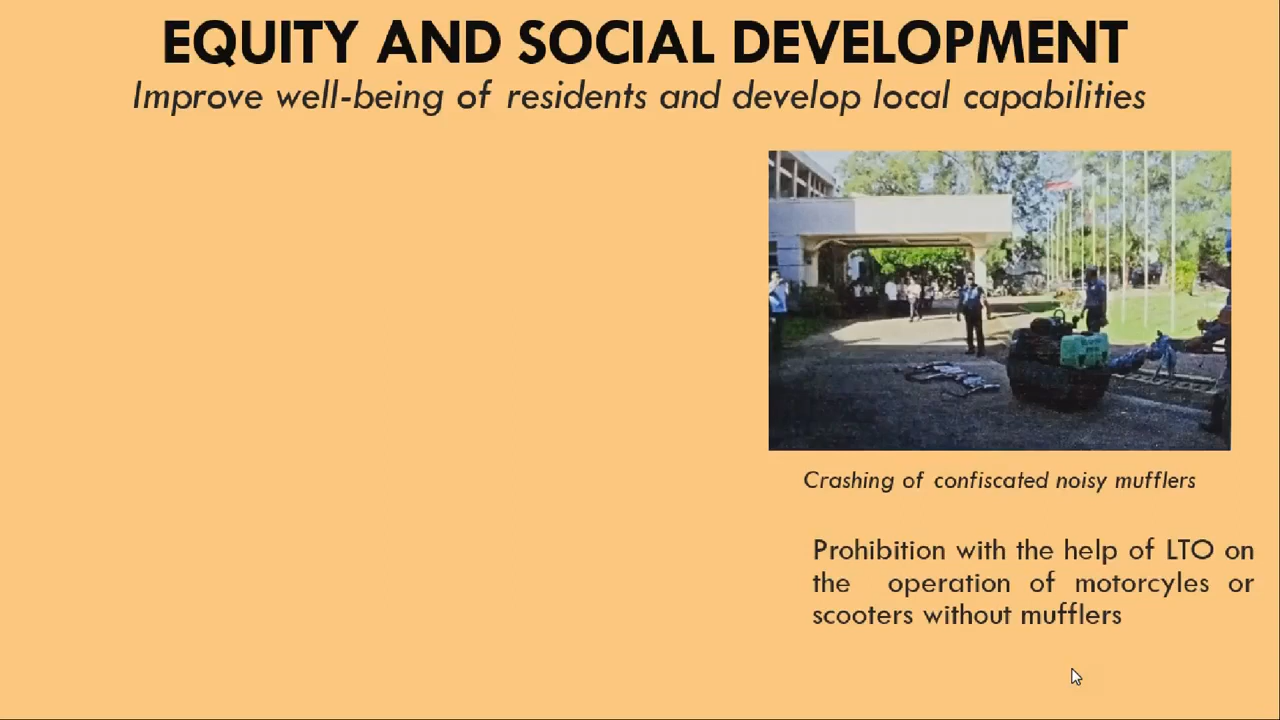 EQUITY AND SOCIAL DEVELOPMENT
Improve well-being of residents and develop local capabilities
Crashing of confiscated noisy mufflers
Prohibition with the help of LTO on
the operation of motorcyles or
scooters without mufflers